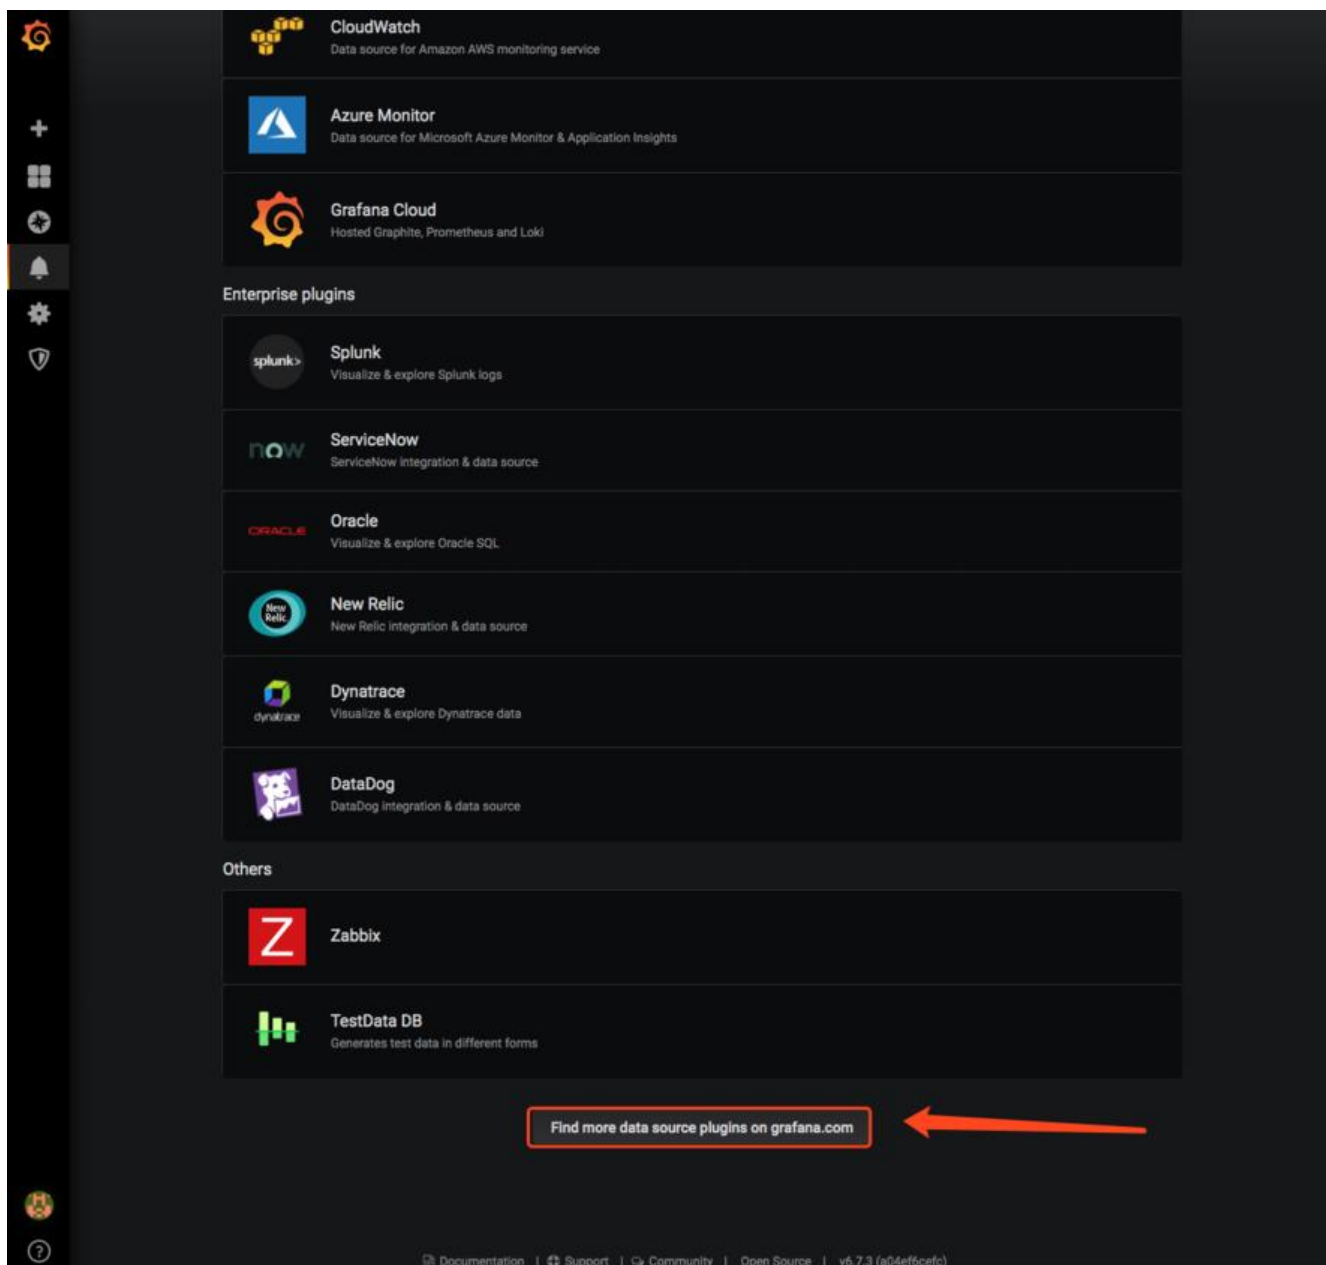 CloudWatch
Data source for Amazon AWS monitoring service
Azure Monitor
Data source for Microsoft Azure Monitor & Application Insights
Grafana Cloud
Hosted Graphite, Prometheus and Loki
Enterprise plugins
splunk>
Splunk
Visualize & explore Splunk logs
now
ServiceNow
ServiceNow integration & data source
ORACLE
Oracle
Visualize & explore Oracle SQL
New
Relic.
New Relic
New Relic integration & data source
dynatrace
Dynatrace
Visualize & explore Dynatrace data
DataDog
DataDog integration & data source
Others
Z
Zabbix
TestData DB
Generates test data in different forms
Find more data source plugins on grafana.com
Documentation | Support | Community | Open Source | v6.7.3 (a04ef6cefc)